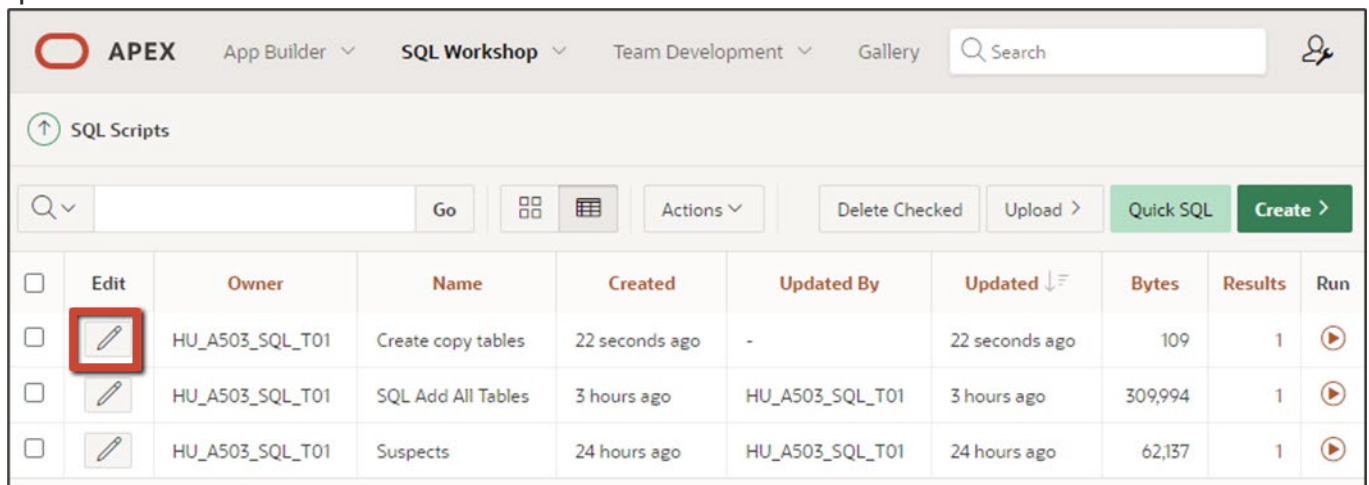 APEX App Builder SQL Workshop Team Development Gallery Search
SQL Scripts
Go Actions Delete Checked Upload > Quick SQL Create >
Edit Owner Name Created Updated By Updated Bytes Results Run
HU_A503_SQL_T01 Create copy tables 22 seconds ago - 22 seconds ago 109 1
HU_A503_SQL_T01 SQL Add All Tables 3 hours ago HU_A503_SQL_T01 3 hours ago 309,994 1
HU_A503_SQL_T01 Suspects 24 hours ago HU_A503_SQL_T01 24 hours ago 62,137 1